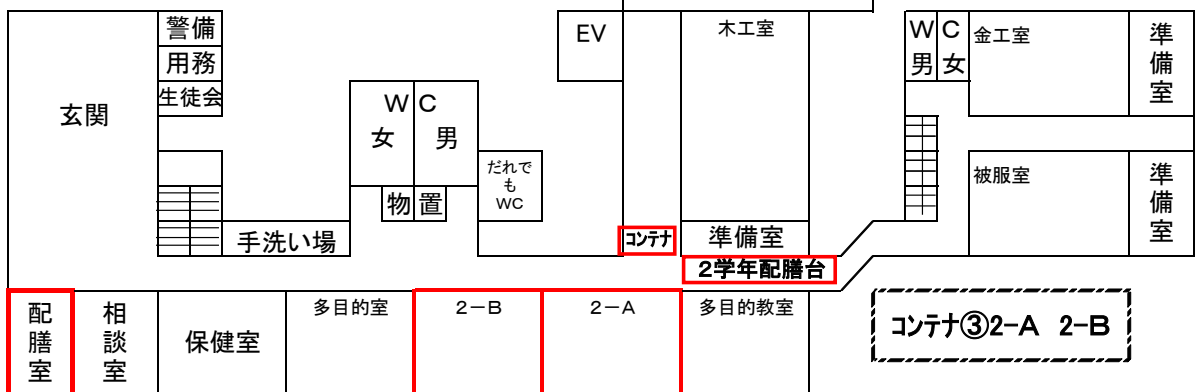 玄関
警備
用務
生徒会
手洗い場
WC
女 男
物置
だれで
も
WC
EV
コンテナ
木工室
準備室
2学年配膳台
WC
男女
金工室
準備室
被服室
準備室
配膳室
相談室
保健室
多目的室
2-B
2-A
多目的教室
コンテナ③2-A 2-B